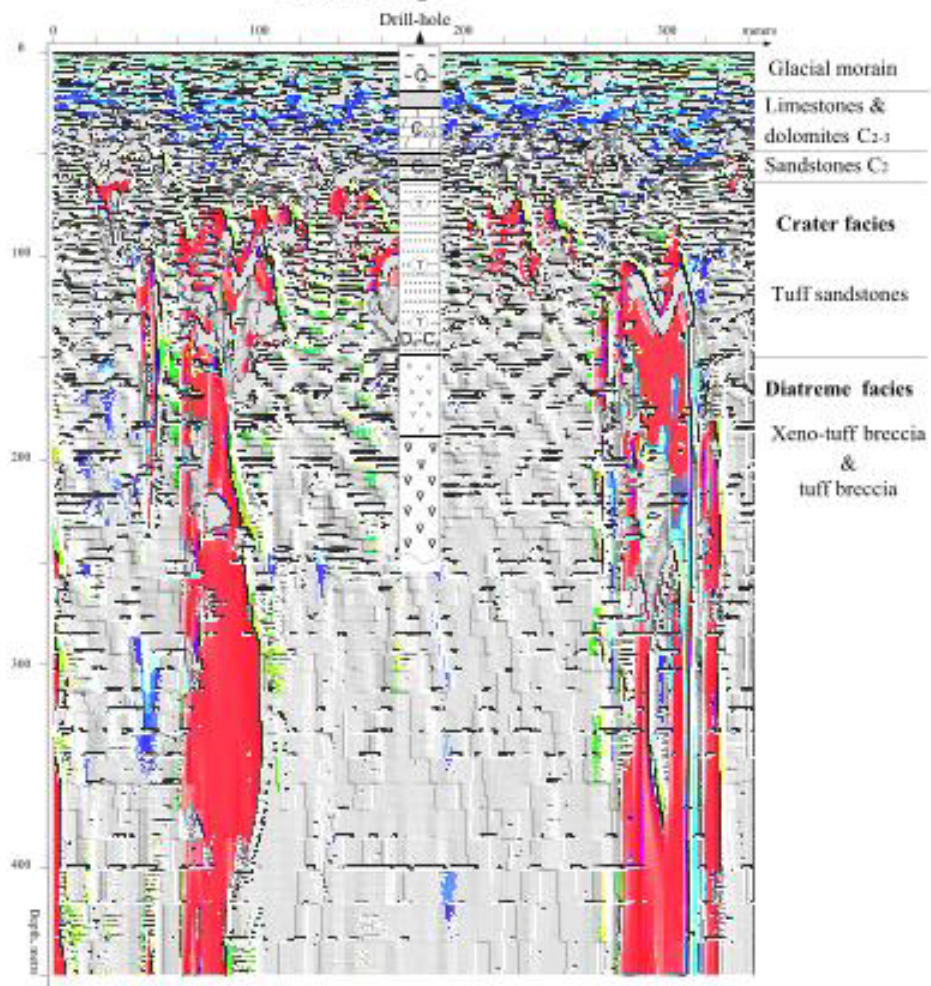 Drill-hole
0 100 200 300 meters
0
Q
Glacial morain
Limestones &
dolomites C2-3
Sandstones C2
Crater facies
100
T
Tuff sandstones
T
Diatreme facies
Xeno-tuff breccia
&
tuff breccia
200
300
400
Depth,